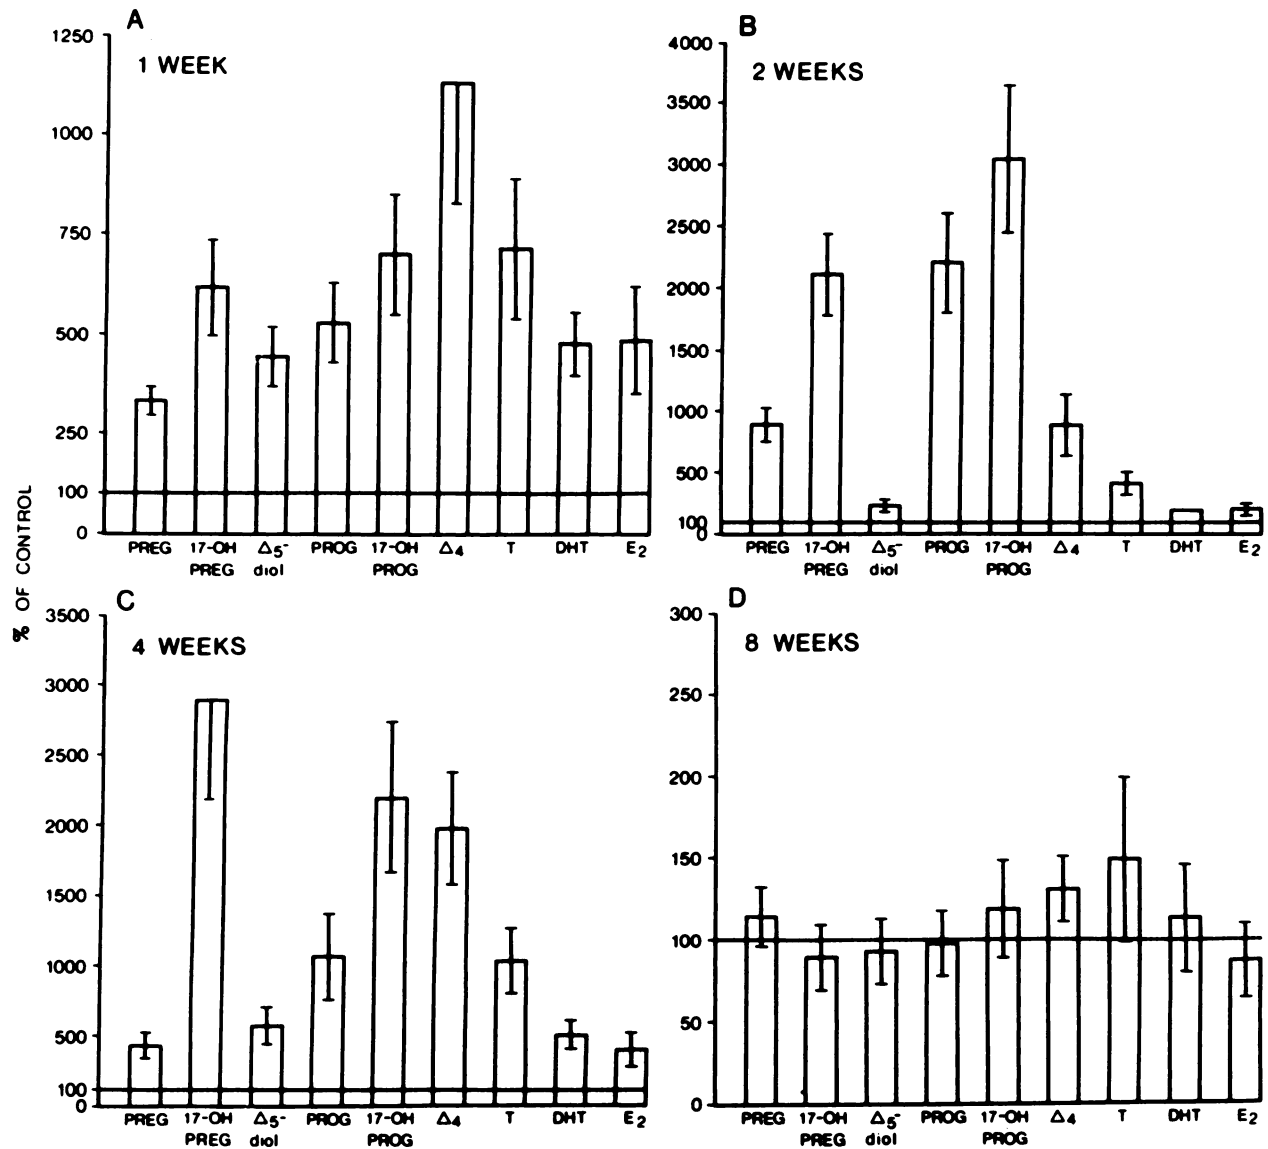 % OF CONTROL
A
1 WEEK
1250
1000
750
500
250
100
0
PREG 17-OH Δ5- PROG 17-OH Δ4 T DHT E2
PREG diol PROG
B
2 WEEKS
4000
3500
3000
2500
2000
1500
1000
500
100
0
PREG 17-OH Δ5- PROG 17-OH Δ4 T DHT E2
PREG diol PROG
C
4 WEEKS
3500
3000
2500
2000
1500
1000
500
100
0
PREG 17-OH Δ5- PROG 17-OH Δ4 T DHT E2
PREG diol PROG
D
8 WEEKS
300
250
200
150
100
50
0
PREG 17-OH Δ5- PROG 17-OH Δ4 T DHT E2
PREG diol PROG